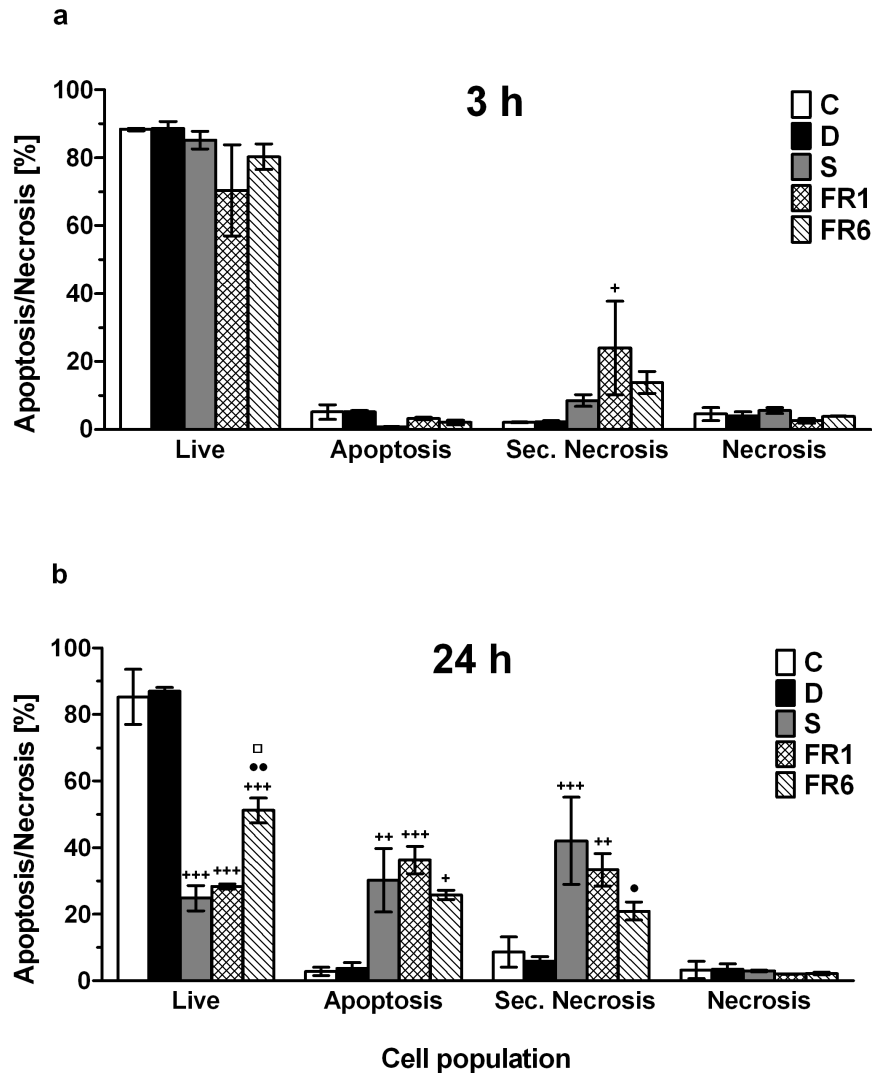 a
3 h
Apoptosis/Necrosis [%]
100
80
60
40
20
0
C
D
S
FR1
FR6
+
Live
Apoptosis
Sec. Necrosis
Necrosis
b
24 h
Apoptosis/Necrosis [%]
100
80
60
40
20
0
C
D
S
FR1
FR6
□
●●
+++
+++
+++
++
+++
+
+++
++
●
Live
Apoptosis
Sec. Necrosis
Necrosis
Cell population